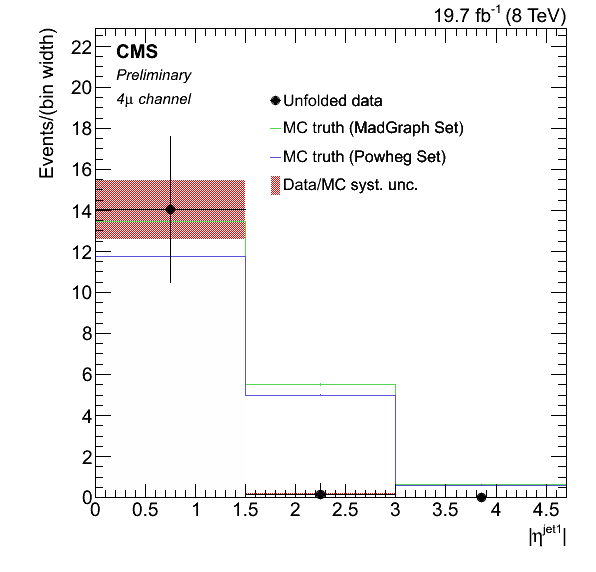 19.7 fb⁻¹ (8 TeV)
CMS
Preliminary
4μ channel
Unfolded data
MC truth (MadGraph Set)
MC truth (Powheg Set)
Data/MC syst. unc.
Events/(bin width)
22
20
18
16
14
12
10
8
6
4
2
0
0 0.5 1 1.5 2 2.5 3 3.5 4 4.5
|η^jet1|